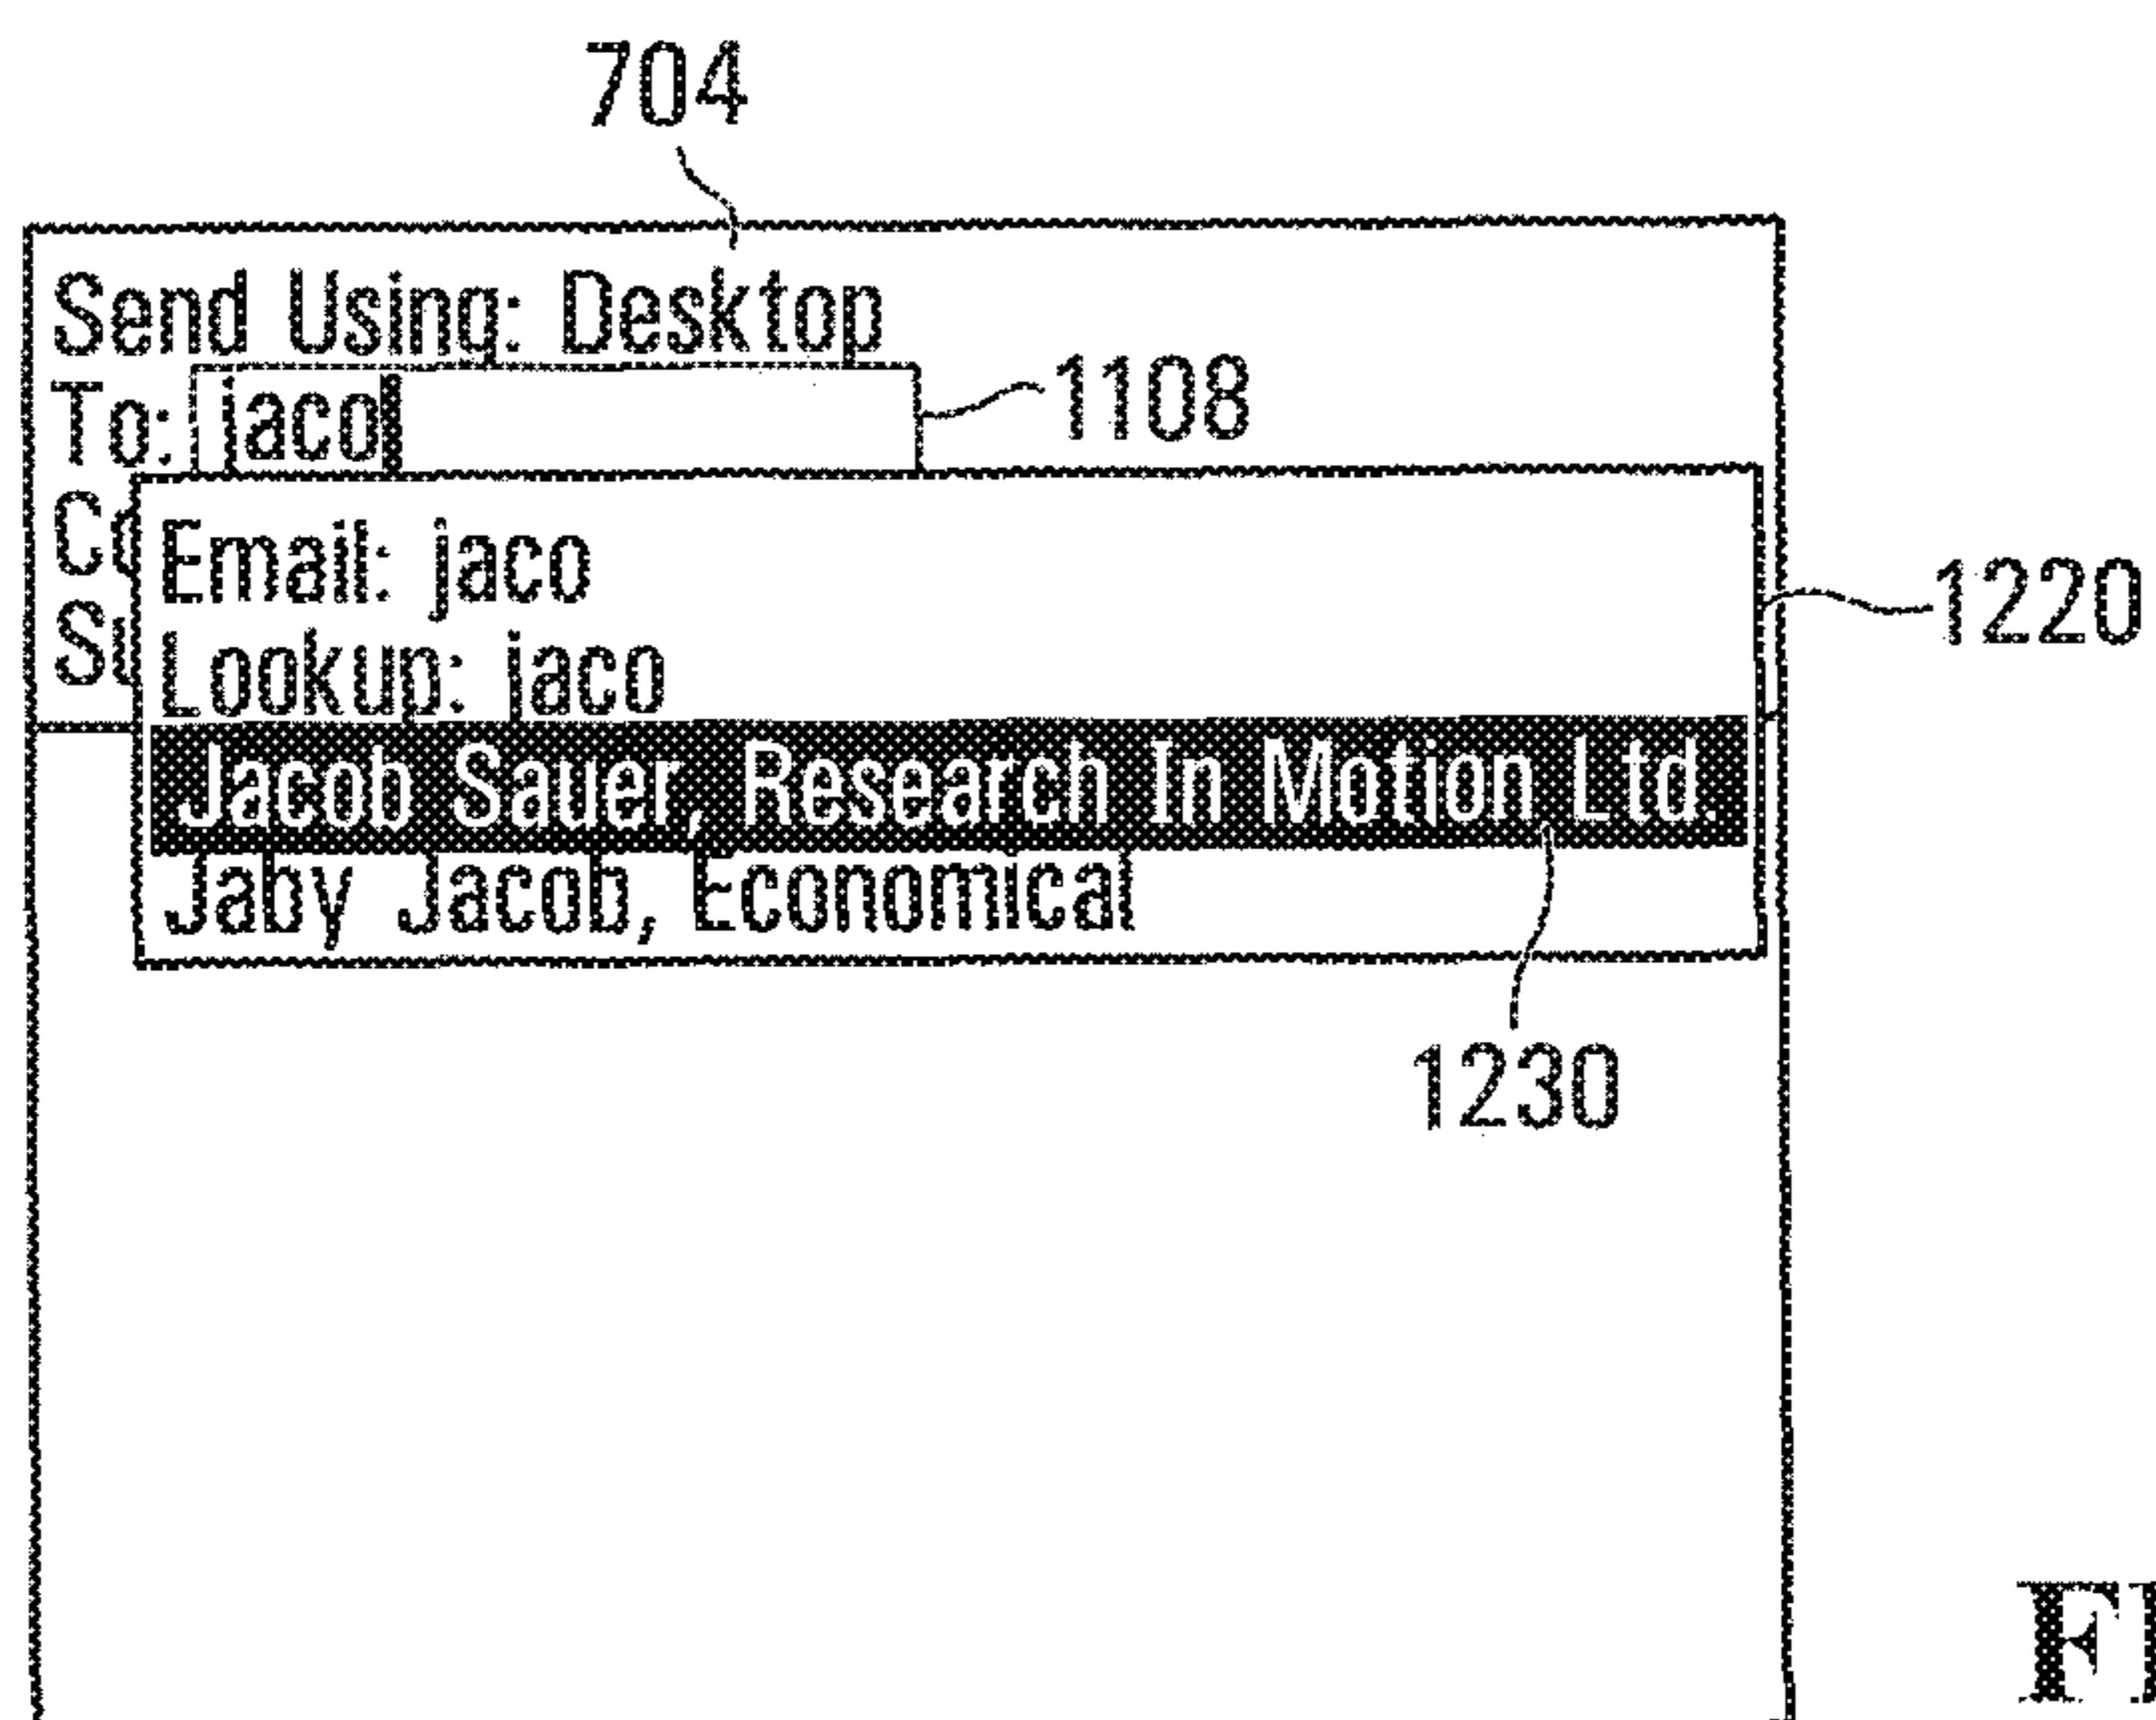 704
Send Using: Desktop
To: jaco
1108
Email: jaco
1220
Lookup: jaco
Jacob Sauer, Research In Motion Ltd.
Jaby Jacob, Economical
1230